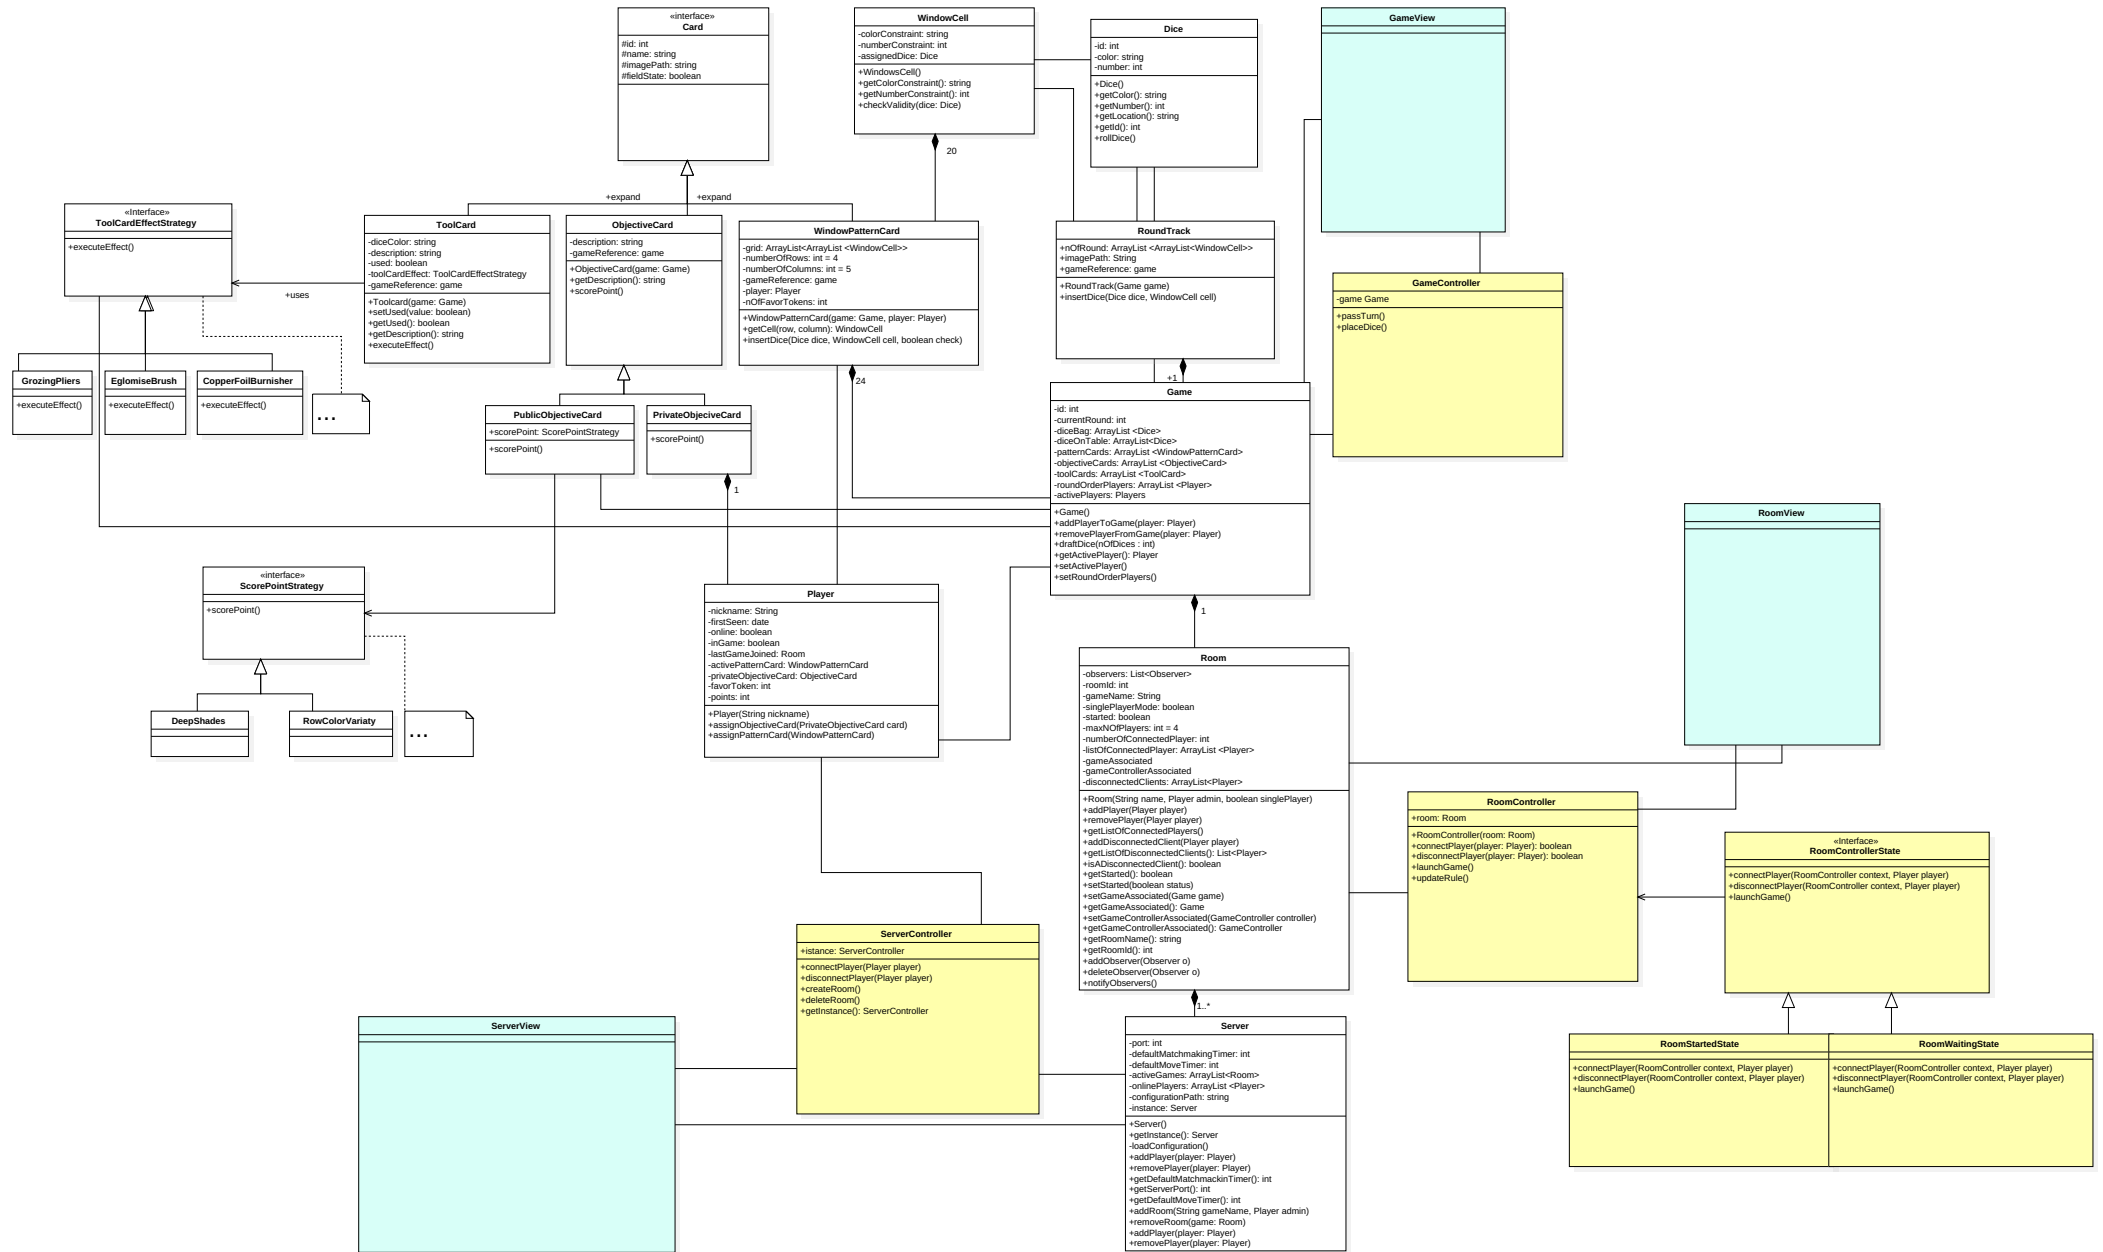 «interface»
Card
#id: int
#name: string
#imagePath: string
#fieldState: boolean
WindowCell
-colorConstraint: string
-numberConstraint: int
-assignedDice: Dice
+WindowsCell()
+getColorConstraint(): string
+getNumberConstraint(): int
+checkValidity(dice: Dice)
20
Dice
-id: int
-color: string
-number: int
+Dice()
+getColor(): string
+getNumber(): int
+getLocation(): string
+getId(): int
+rollDice()
GameView
+expand
+expand
«Interface»
ToolCardEffectStrategy
+executeEffect()
+uses
ToolCard
-diceColor: string
-description: string
-used: boolean
-toolCardEffect: ToolCardEffectStrategy
-gameReference: game
+Toolcard(game: Game)
+setUsed(value: boolean)
+getUsed(): boolean
+getDescription(): string
+executeEffect()
ObjectiveCard
-description: string
-gameReference: game
+ObjectiveCard(game: Game)
+getDescription(): string
+scorePoint()
WindowPatternCard
-grid: ArrayList<ArrayList <WindowCell>>
-numberOfRows: int = 4
-numberOfColumns: int = 5
-gameReference: game
-player: Player
-nOfFavorTokens: int
+WindowPatternCard(game: Game, player: Player)
+getCell(row, column): WindowCell
+insertDice(Dice dice, WindowCell cell, boolean check)
24
RoundTrack
+nOfRound: ArrayList <ArrayList<WindowCell>>
+imagePath: String
+gameReference: game
+RoundTrack(Game game)
+insertDice(Dice dice, WindowCell cell)
+1
GameController
-game Game
+passTurn()
+placeDice()
GrozingPliers
+executeEffect()
EglomiseBrush
+executeEffect()
CopperFoilBurnisher
+executeEffect()
...
PublicObjectiveCard
+scorePoint: ScorePointStrategy
+scorePoint()
PrivateObjeciveCard
+scorePoint()
1
Game
-id: int
-currentRound: int
-diceBag: ArrayList <Dice>
-diceOnTable: ArrayList<Dice>
-patternCards: ArrayList <WindowPatternCard>
-objectiveCards: ArrayList <ObjectiveCard>
-toolCards: ArrayList <ToolCard>
-roundOrderPlayers: ArrayList <Player>
-activePlayers: Players
+Game()
+addPlayerToGame(player: Player)
+removePlayerFromGame(player: Player)
+draftDice(nOfDices : int)
+getActivePlayer(): Player
+setActivePlayer()
+setRoundOrderPlayers()
1
RoomView
«interface»
ScorePointStrategy
+scorePoint()
DeepShades
RowColorVariaty
...
Player
-nickname: String
-firstSeen: date
-online: boolean
-inGame: boolean
-lastGameJoined: Room
-activePatternCard: WindowPatternCard
-privateObjectiveCard: ObjectiveCard
-favorToken: int
-points: int
+Player(String nickname)
+assignObjectiveCard(PrivateObjectiveCard card)
+assignPatternCard(WindowPatternCard)
Room
-observers: List<Observer>
-roomId: int
-gameName: String
-singlePlayerMode: boolean
-started: boolean
-maxNOfPlayers: int = 4
-numberOfConnectedPlayer: int
-listOfConnectedPlayer: ArrayList <Player>
-gameAssociated
-gameControllerAssociated
-disconnectedClients: ArrayList<Player>
+Room(String name, Player admin, boolean singlePlayer)
+addPlayer(Player player)
+removePlayer(Player player)
+getListOfConnectedPlayers()
+addDisconnectedClient(Player player)
+getListOfDisconnectedClients(): List<Player>
+isADisconnectedClient(): boolean
+getStarted(): boolean
+setStarted(boolean status)
+setGameAssociated(Game game)
+getGameAssociated(): Game
+setGameControllerAssociated(GameController controller)
+getGameControllerAssociated(): GameController
+getRoomName(): string
+getRoomId(): int
+addObserver(Observer o)
+deleteObserver(Observer o)
+notifyObservers()
1..*
RoomController
+room: Room
+RoomController(room: Room)
+connectPlayer(player: Player): boolean
+disconnectPlayer(player: Player): boolean
+launchGame()
+updateRule()
«Interface»
RoomControllerState
+connectPlayer(RoomController context, Player player)
+disconnectPlayer(RoomController context, Player player)
+launchGame()
RoomStartedState
+connectPlayer(RoomController context, Player player)
+disconnectPlayer(RoomController context, Player player)
+launchGame()
RoomWaitingState
+connectPlayer(RoomController context, Player player)
+disconnectPlayer(RoomController context, Player player)
+launchGame()
ServerController
+istance: ServerController
+connectPlayer(Player player)
+disconnectPlayer(Player player)
+createRoom()
+deleteRoom()
+getInstance(): ServerController
ServerView
Server
-port: int
-defaultMatchmakingTimer: int
-defaultMoveTimer: int
-activeGames: ArrayList<Room>
-onlinePlayers: ArrayList <Player>
-configurationPath: string
-instance: Server
+Server()
+getInstance(): Server
-loadConfiguration()
+addPlayer(player: Player)
+removePlayer(player: Player)
+getDefaultMatchmackinTimer(): int
+getServerPort(): int
+getDefaultMoveTimer(): int
+addRoom(String gameName, Player admin)
+removeRoom(game: Room)
+addPlayer(player: Player)
+removePlayer(player: Player)